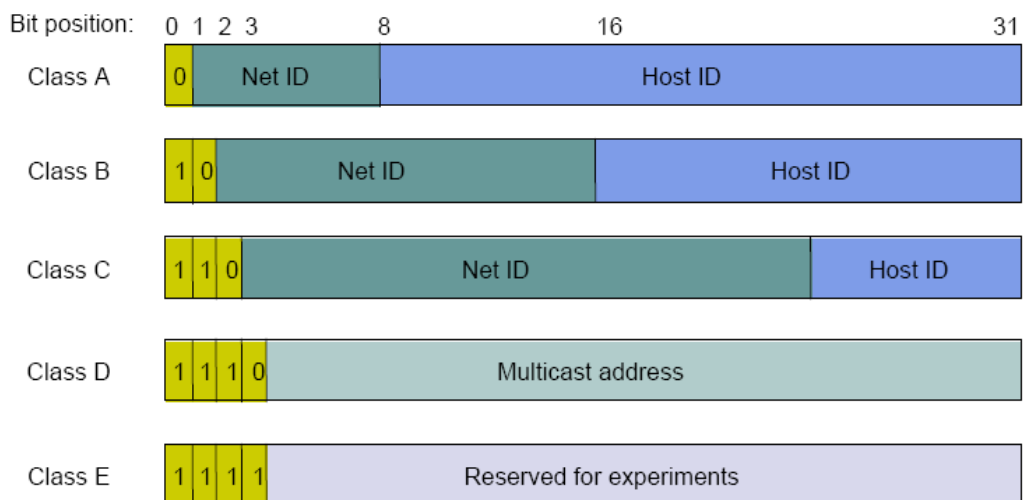 Bit position: 0 1 2 3 8 16 31
Class A 0 Net ID Host ID
Class B 1 0 Net ID Host ID
Class C 1 1 0 Net ID Host ID
Class D 1 1 1 0 Multicast address
Class E 1 1 1 1 Reserved for experiments